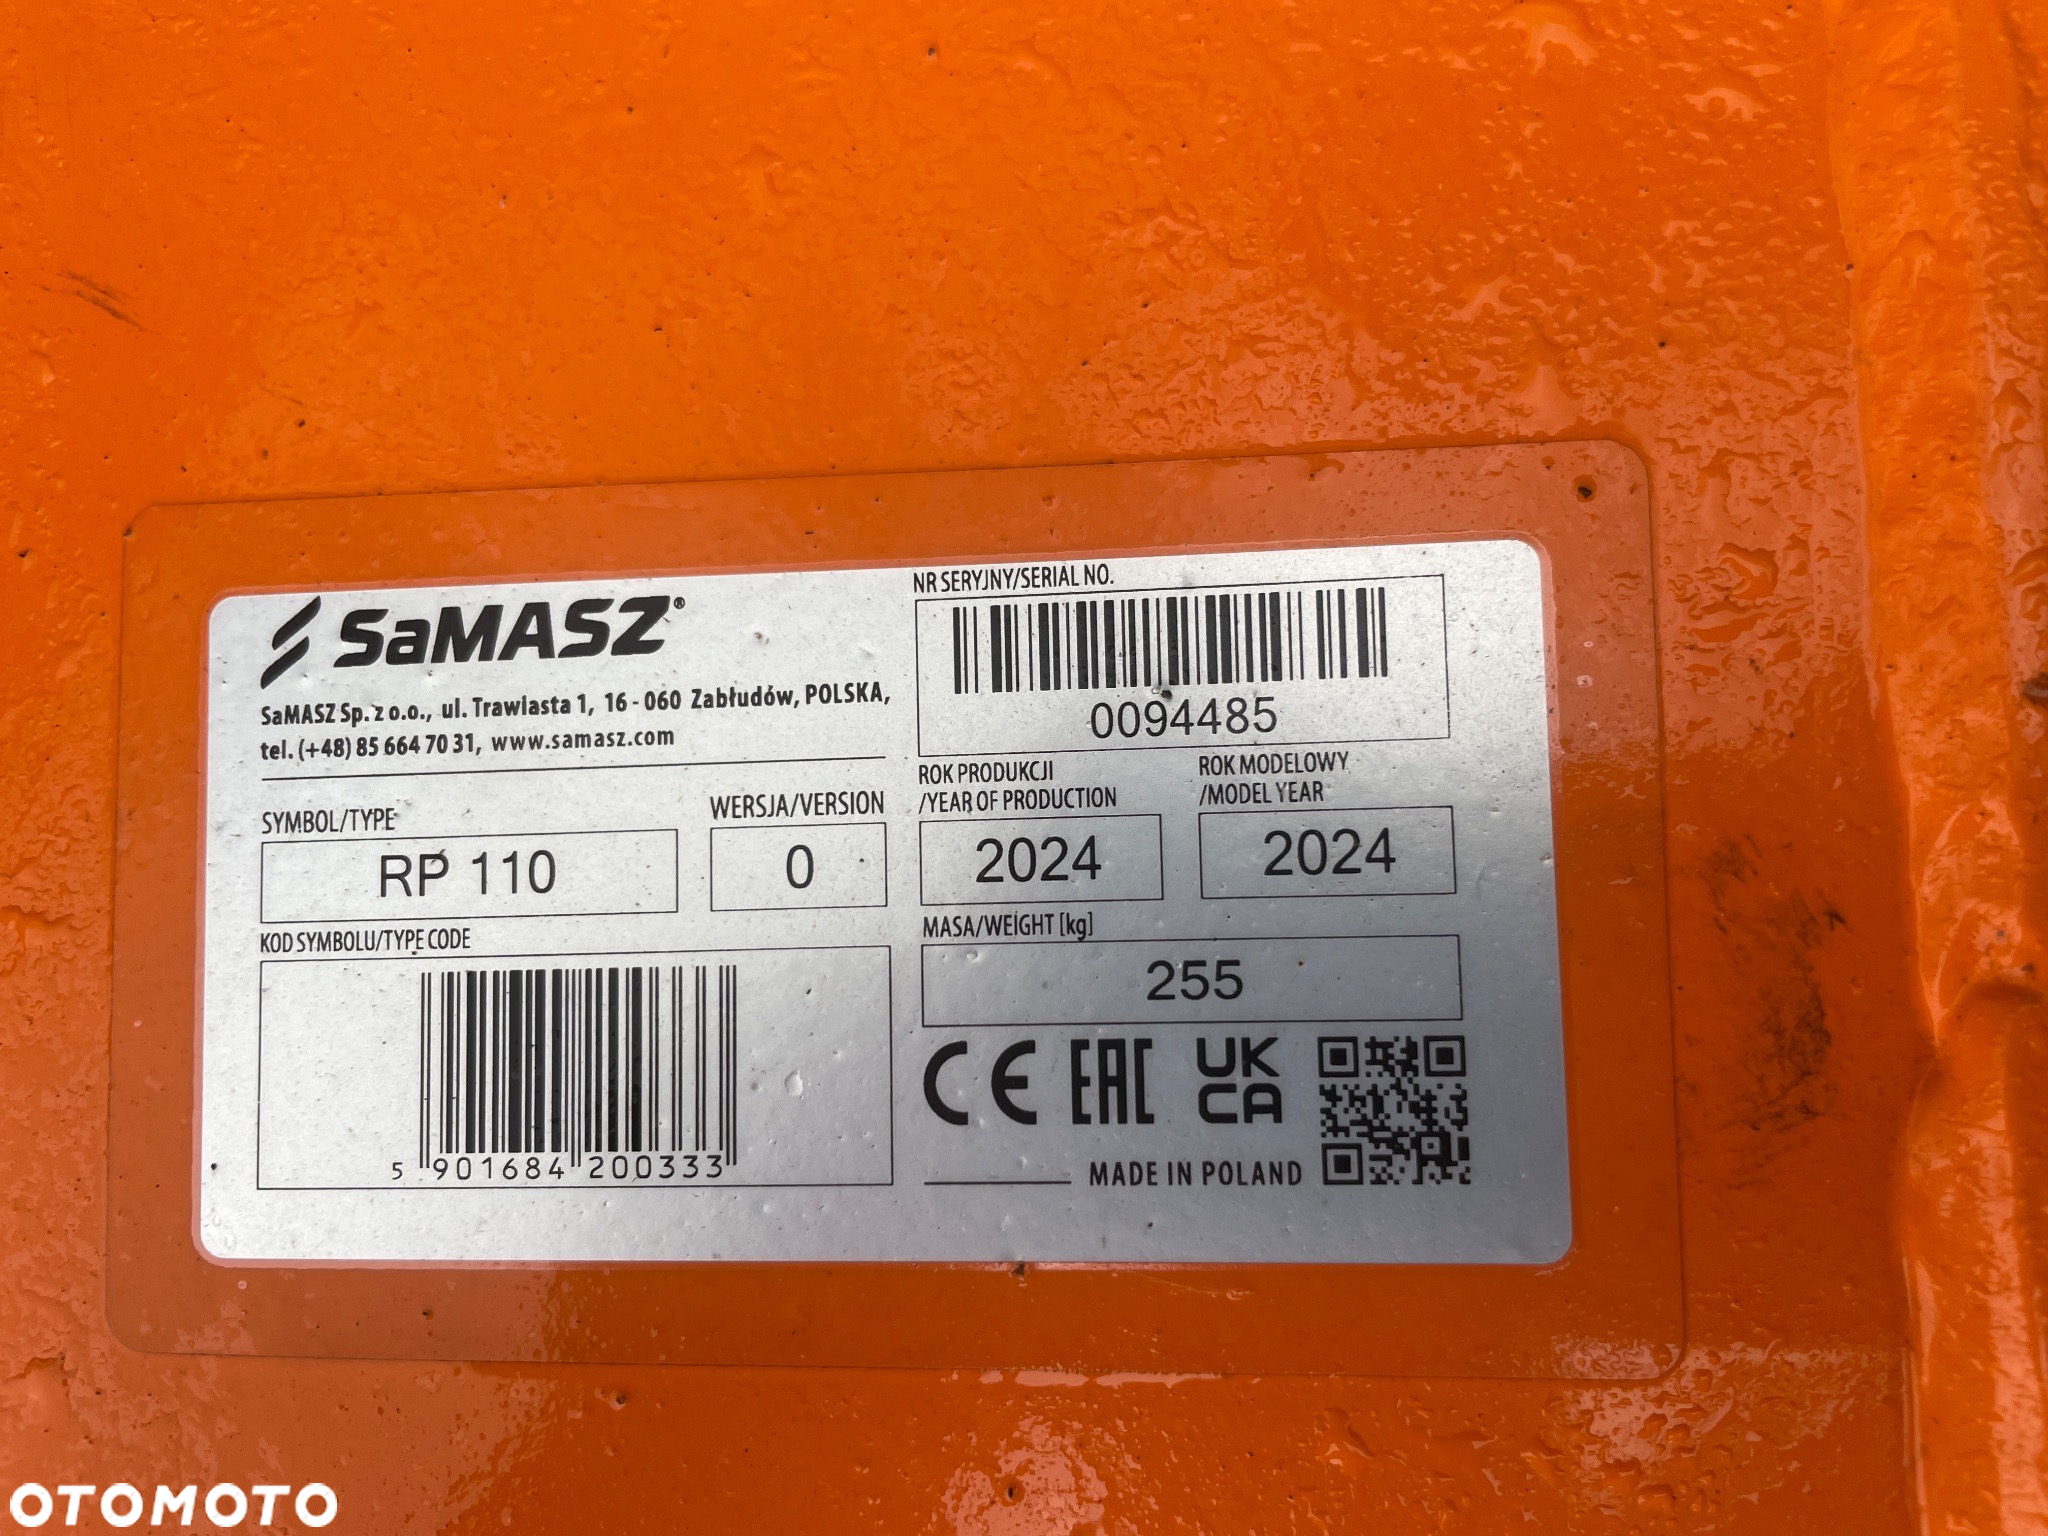 SaMASZ®
SaMASZ Sp. z o.o., ul. Trawiasta 1, 16 - 060 Zabłudów, POLSKA,
tel. (+48) 85 664 70 31, www.samasz.com
SYMBOL/TYPE
RP 110
WERSJA/VERSION
0
KOD SYMBOLU/TYPE CODE
5 901684 200333
NR SERYJNY/SERIAL NO.
0094485
ROK PRODUKCJI
/YEAR OF PRODUCTION
2024
ROK MODELOWY
/MODEL YEAR
2024
MASA/WEIGHT [kg]
255
CE EAC UK
CA
MADE IN POLAND
OTOMOTO